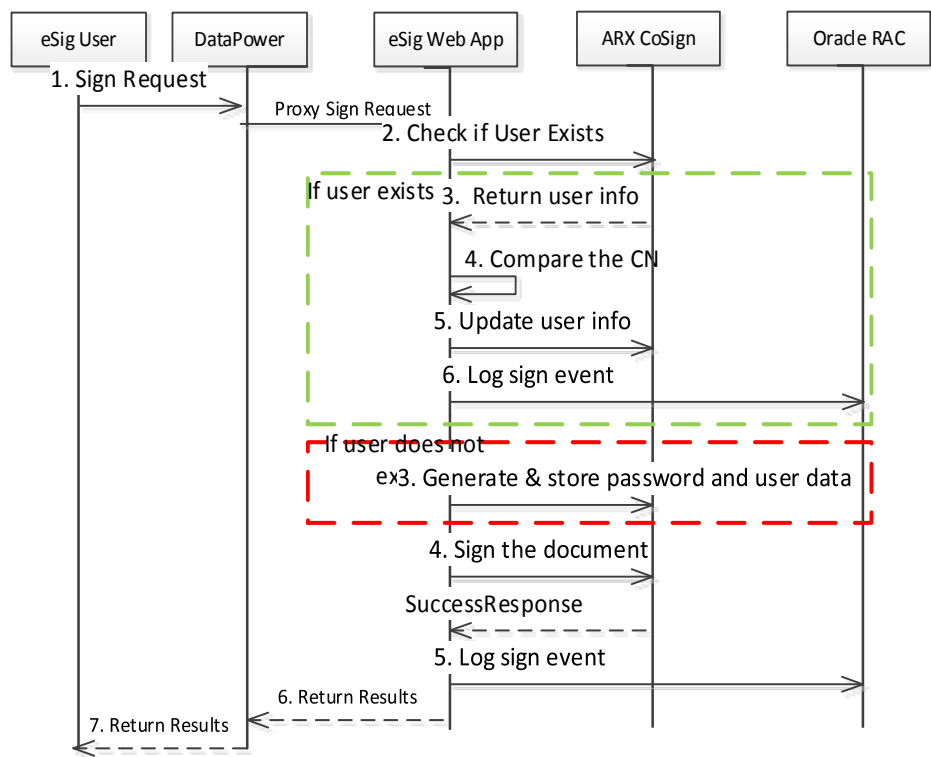 eSig User
DataPower
eSig Web App
ARX CoSign
Oracle RAC
1. Sign Request
Proxy Sign Request
2. Check if User Exists
If user exists
3.  Return user info
4. Compare the CN
5. Update user info
6. Log sign event
If user does not
ex
3. Generate & store password and user data
4. Sign the document
SuccessResponse
5. Log sign event
6. Return Results
7. Return Results